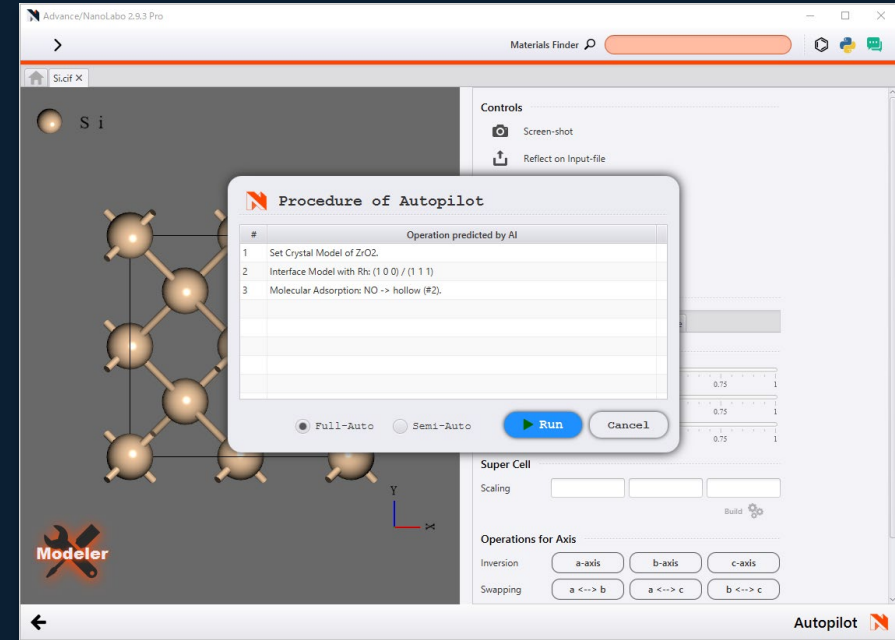 Advance/NanoLabo 2.9.3 Pro
Materials Finder
Si.cif
Si
Controls
Screen-shot
Reflect on Input-file
Procedure of Autopilot
# Operation predicted by AI
1 Set Crystal Model of ZrO2.
2 Interface Model with Rh: (1 0 0) / (1 1 1)
3 Molecular Adsorption: NO -> hollow (#2).
0.75 1
0.75 1
0.75 1
Full-Auto Semi-Auto Run Cancel
Super Cell
Scaling
Build
Y
Operations for Axis
Inversion a-axis b-axis c-axis
Swapping a <--> b a <--> c b <--> c
Modeler
Autopilot